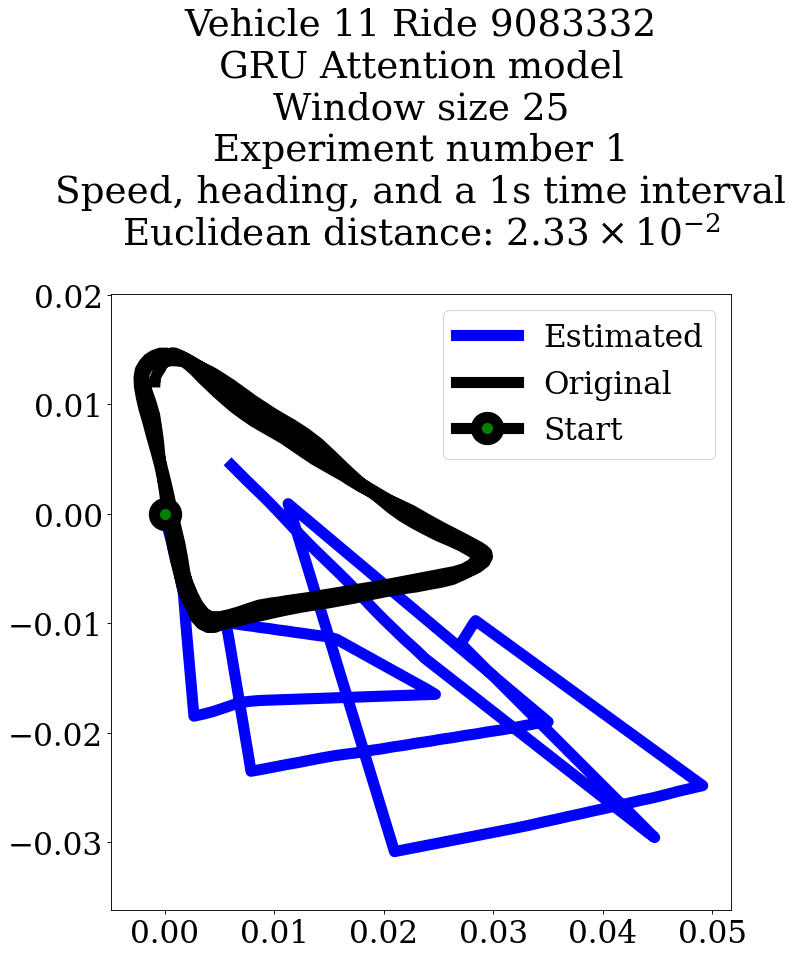 Vehicle 11 Ride 9083332
GRU Attention model
Window size 25
Experiment number 1
Speed, heading, and a 1s time interval
Euclidean distance: 2.33 × 10⁻²
Estimated
Original
Start
0.02
0.01
0.00
−0.01
−0.02
−0.03
0.00 0.01 0.02 0.03 0.04 0.05